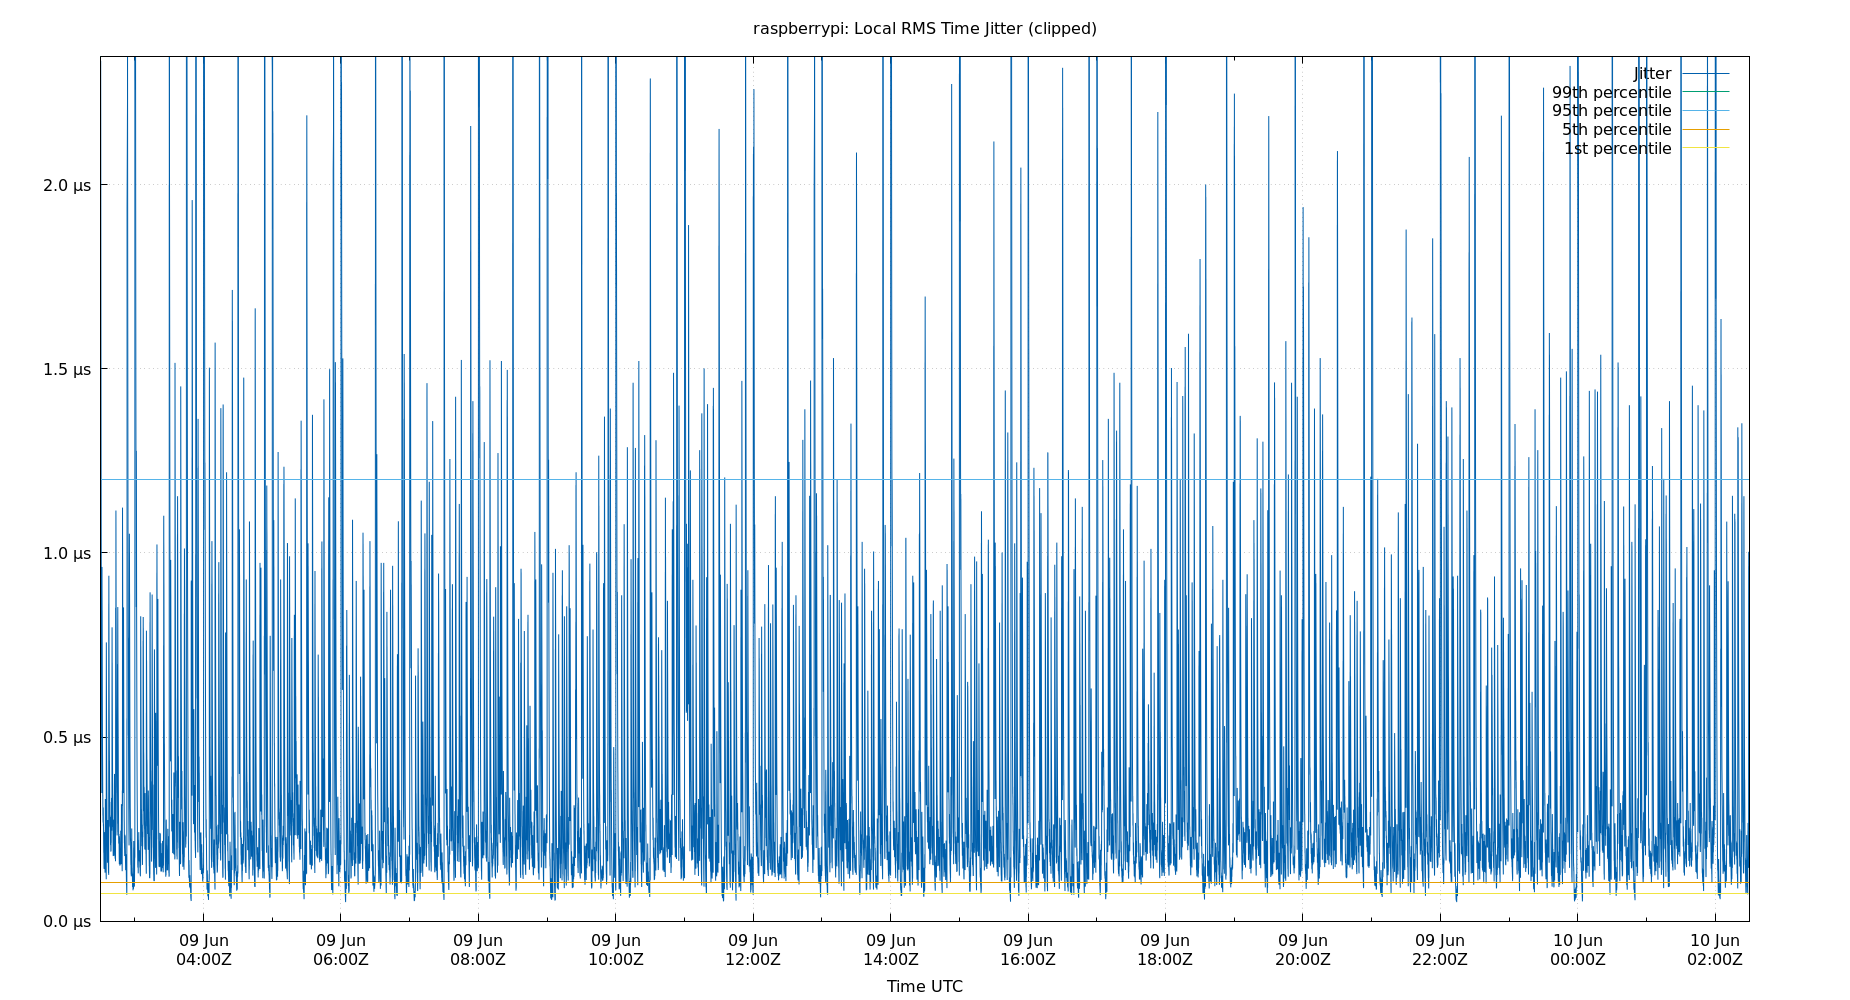 raspberrypi: Local RMS Time Jitter (clipped)
Jitter
99th percentile
95th percentile
5th percentile
1st percentile
2.0 µs
1.5 µs
1.0 µs
0.5 µs
0.0 µs
09 Jun 09 Jun 09 Jun 09 Jun 09 Jun 09 Jun 09 Jun 09 Jun 09 Jun 09 Jun 10 Jun 10 Jun
04:00Z 06:00Z 08:00Z 10:00Z 12:00Z 14:00Z 16:00Z 18:00Z 20:00Z 22:00Z 00:00Z 02:00Z
Time UTC